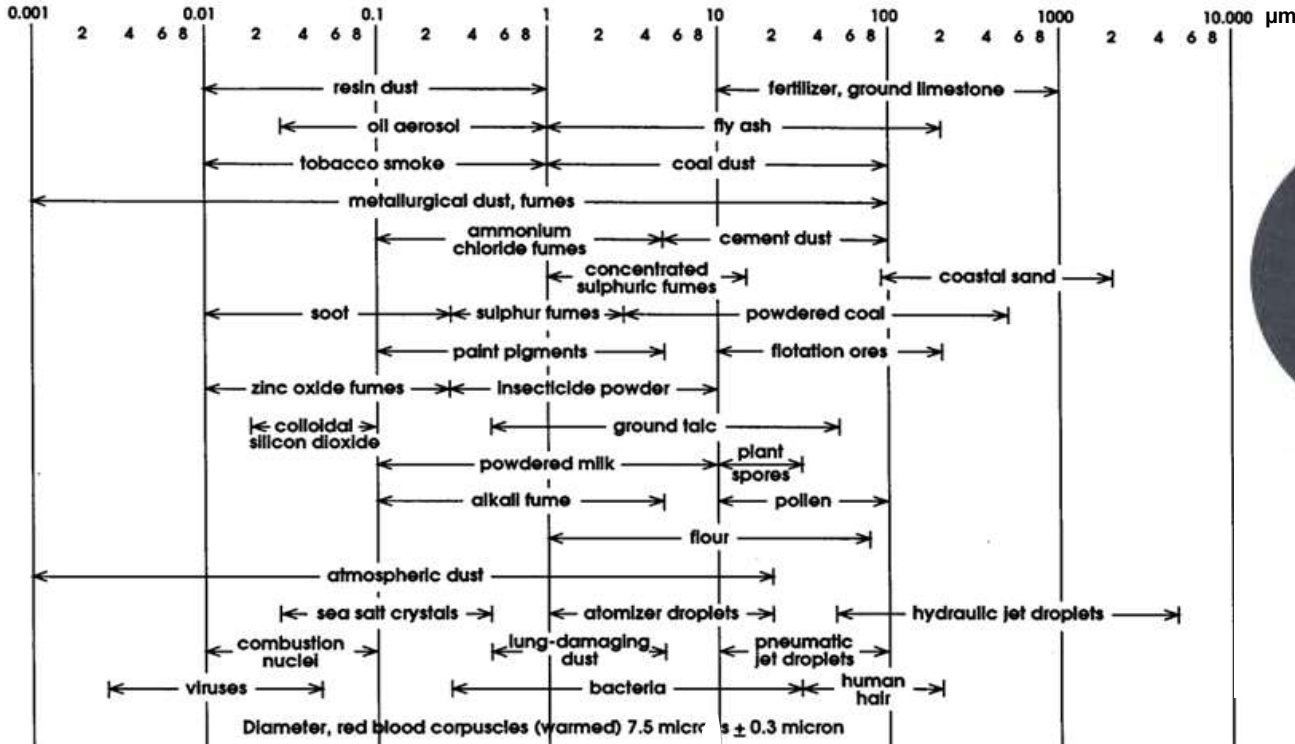 0.001 0.01 0.1 1 10 100 1000 10.000 µm
2 4 6 8 2 4 6 8 2 4 6 8 2 4 6 8 2 4 6 8 2 4 6 8 2 4 6 8
resin dust fertilizer, ground limestone
oil aerosol fly ash
tobacco smoke coal dust
metallurgical dust, fumes
ammonium
chloride fumes
cement dust
concentrated
sulphuric fumes
coastal sand
soot sulphur fumes powdered coal
paint pigments flotation ores
zinc oxide fumes insecticide powder
colloidal
silicon dioxide
ground talc
powdered milk
plant
spores
alkali fume pollen
flour
atmospheric dust
sea salt crystals atomizer droplets hydraulic jet droplets
combustion
nuclei
lung-damaging
dust
pneumatic
jet droplets
viruses bacteria
human
hair
Diameter, red blood corpuscles (warmed) 7.5 micr s ± 0.3 micron